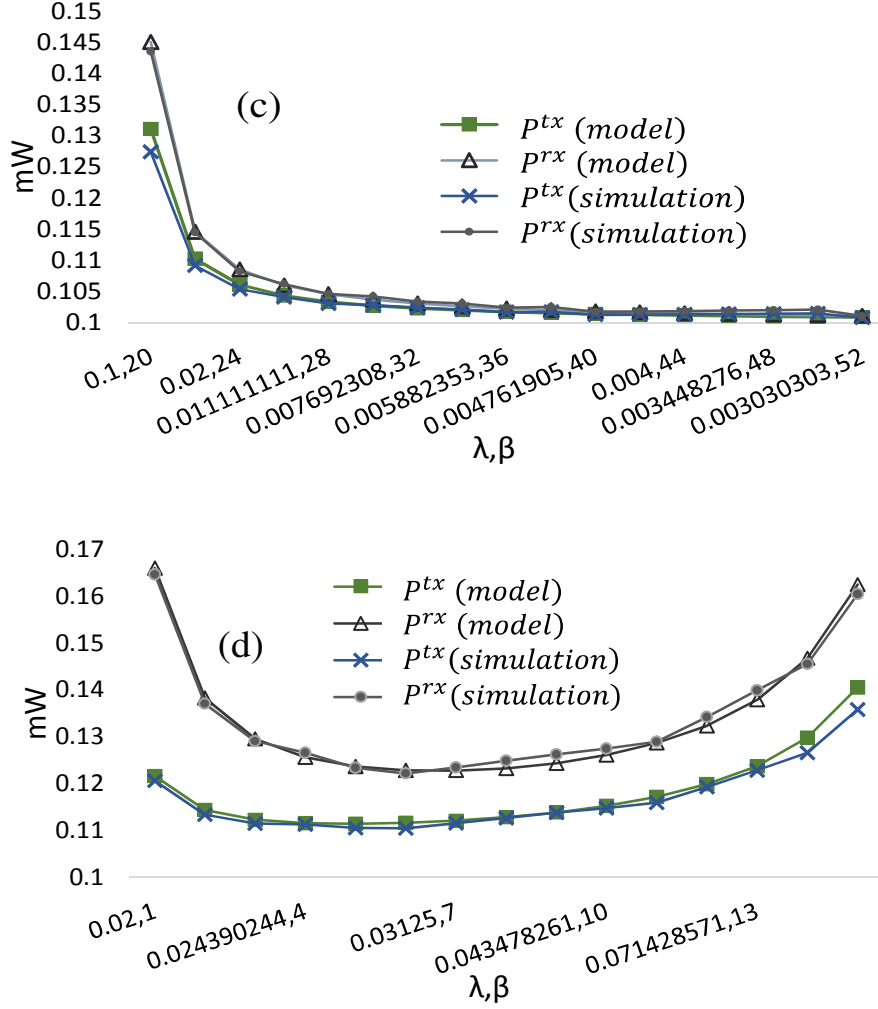 0.15
0.145
0.14
0.135
0.13
0.125
0.12
0.115
0.11
0.105
0.1
mW
(c)
P^tx (model)
P^rx (model)
P^tx(simulation)
P^rx(simulation)
0.1,20
0.02,24
0.011111111,28
0.007692308,32
0.005882353,36
0.004761905,40
0.004,44
0.003448276,48
0.003030303,52
λ,β
0.17
0.16
0.15
0.14
0.13
0.12
0.11
0.1
mW
(d)
P^tx (model)
P^rx (model)
P^tx(simulation)
P^rx(simulation)
0.02,1
0.024390244,4
0.03125,7
0.043478261,10
0.071428571,13
λ,β